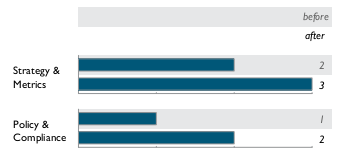 before
after
Strategy &
Metrics
2
3
Policy &
Compliance
1
2